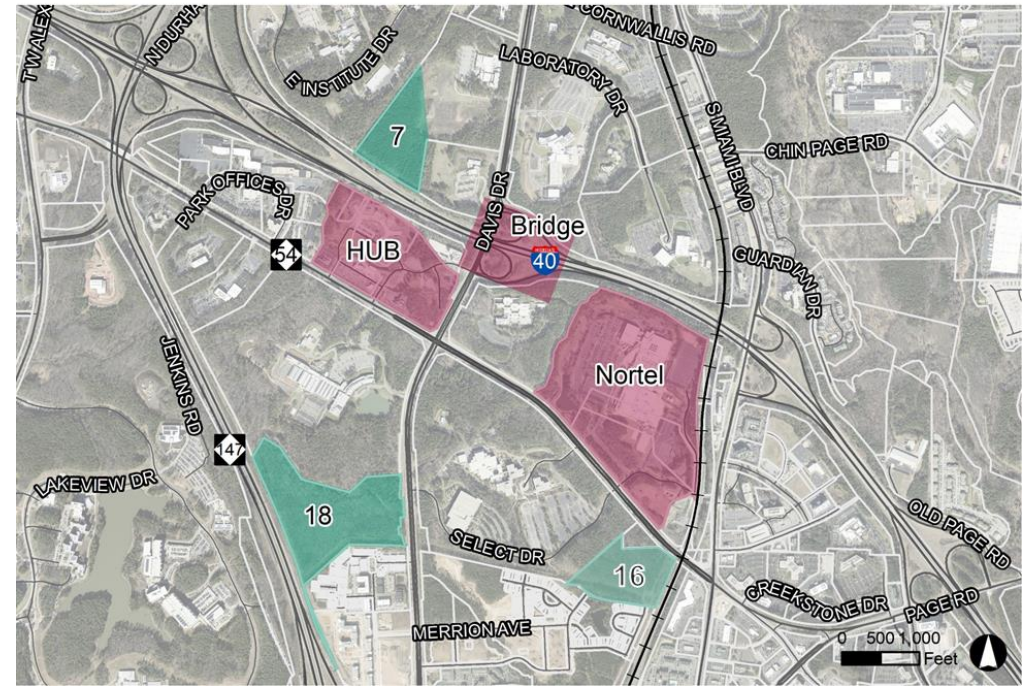 T W ALEX
N DURHA
E INSTITUTE DR
CORNWALLIS RD
LABORATORY DR
S MIAMI BLVD
CHIN PAGE RD
7
PARK OFFICES DR
DAVIS DR
Bridge
HUB
54
40
GUARDIAN DR
JENKINS RD
Nortel
147
LAKEVIEW DR
18
OLD PAGE RD
SELECT DR
16
CREEKSTONE DR
PAGE RD
MERRION AVE
0 500 1,000
Feet